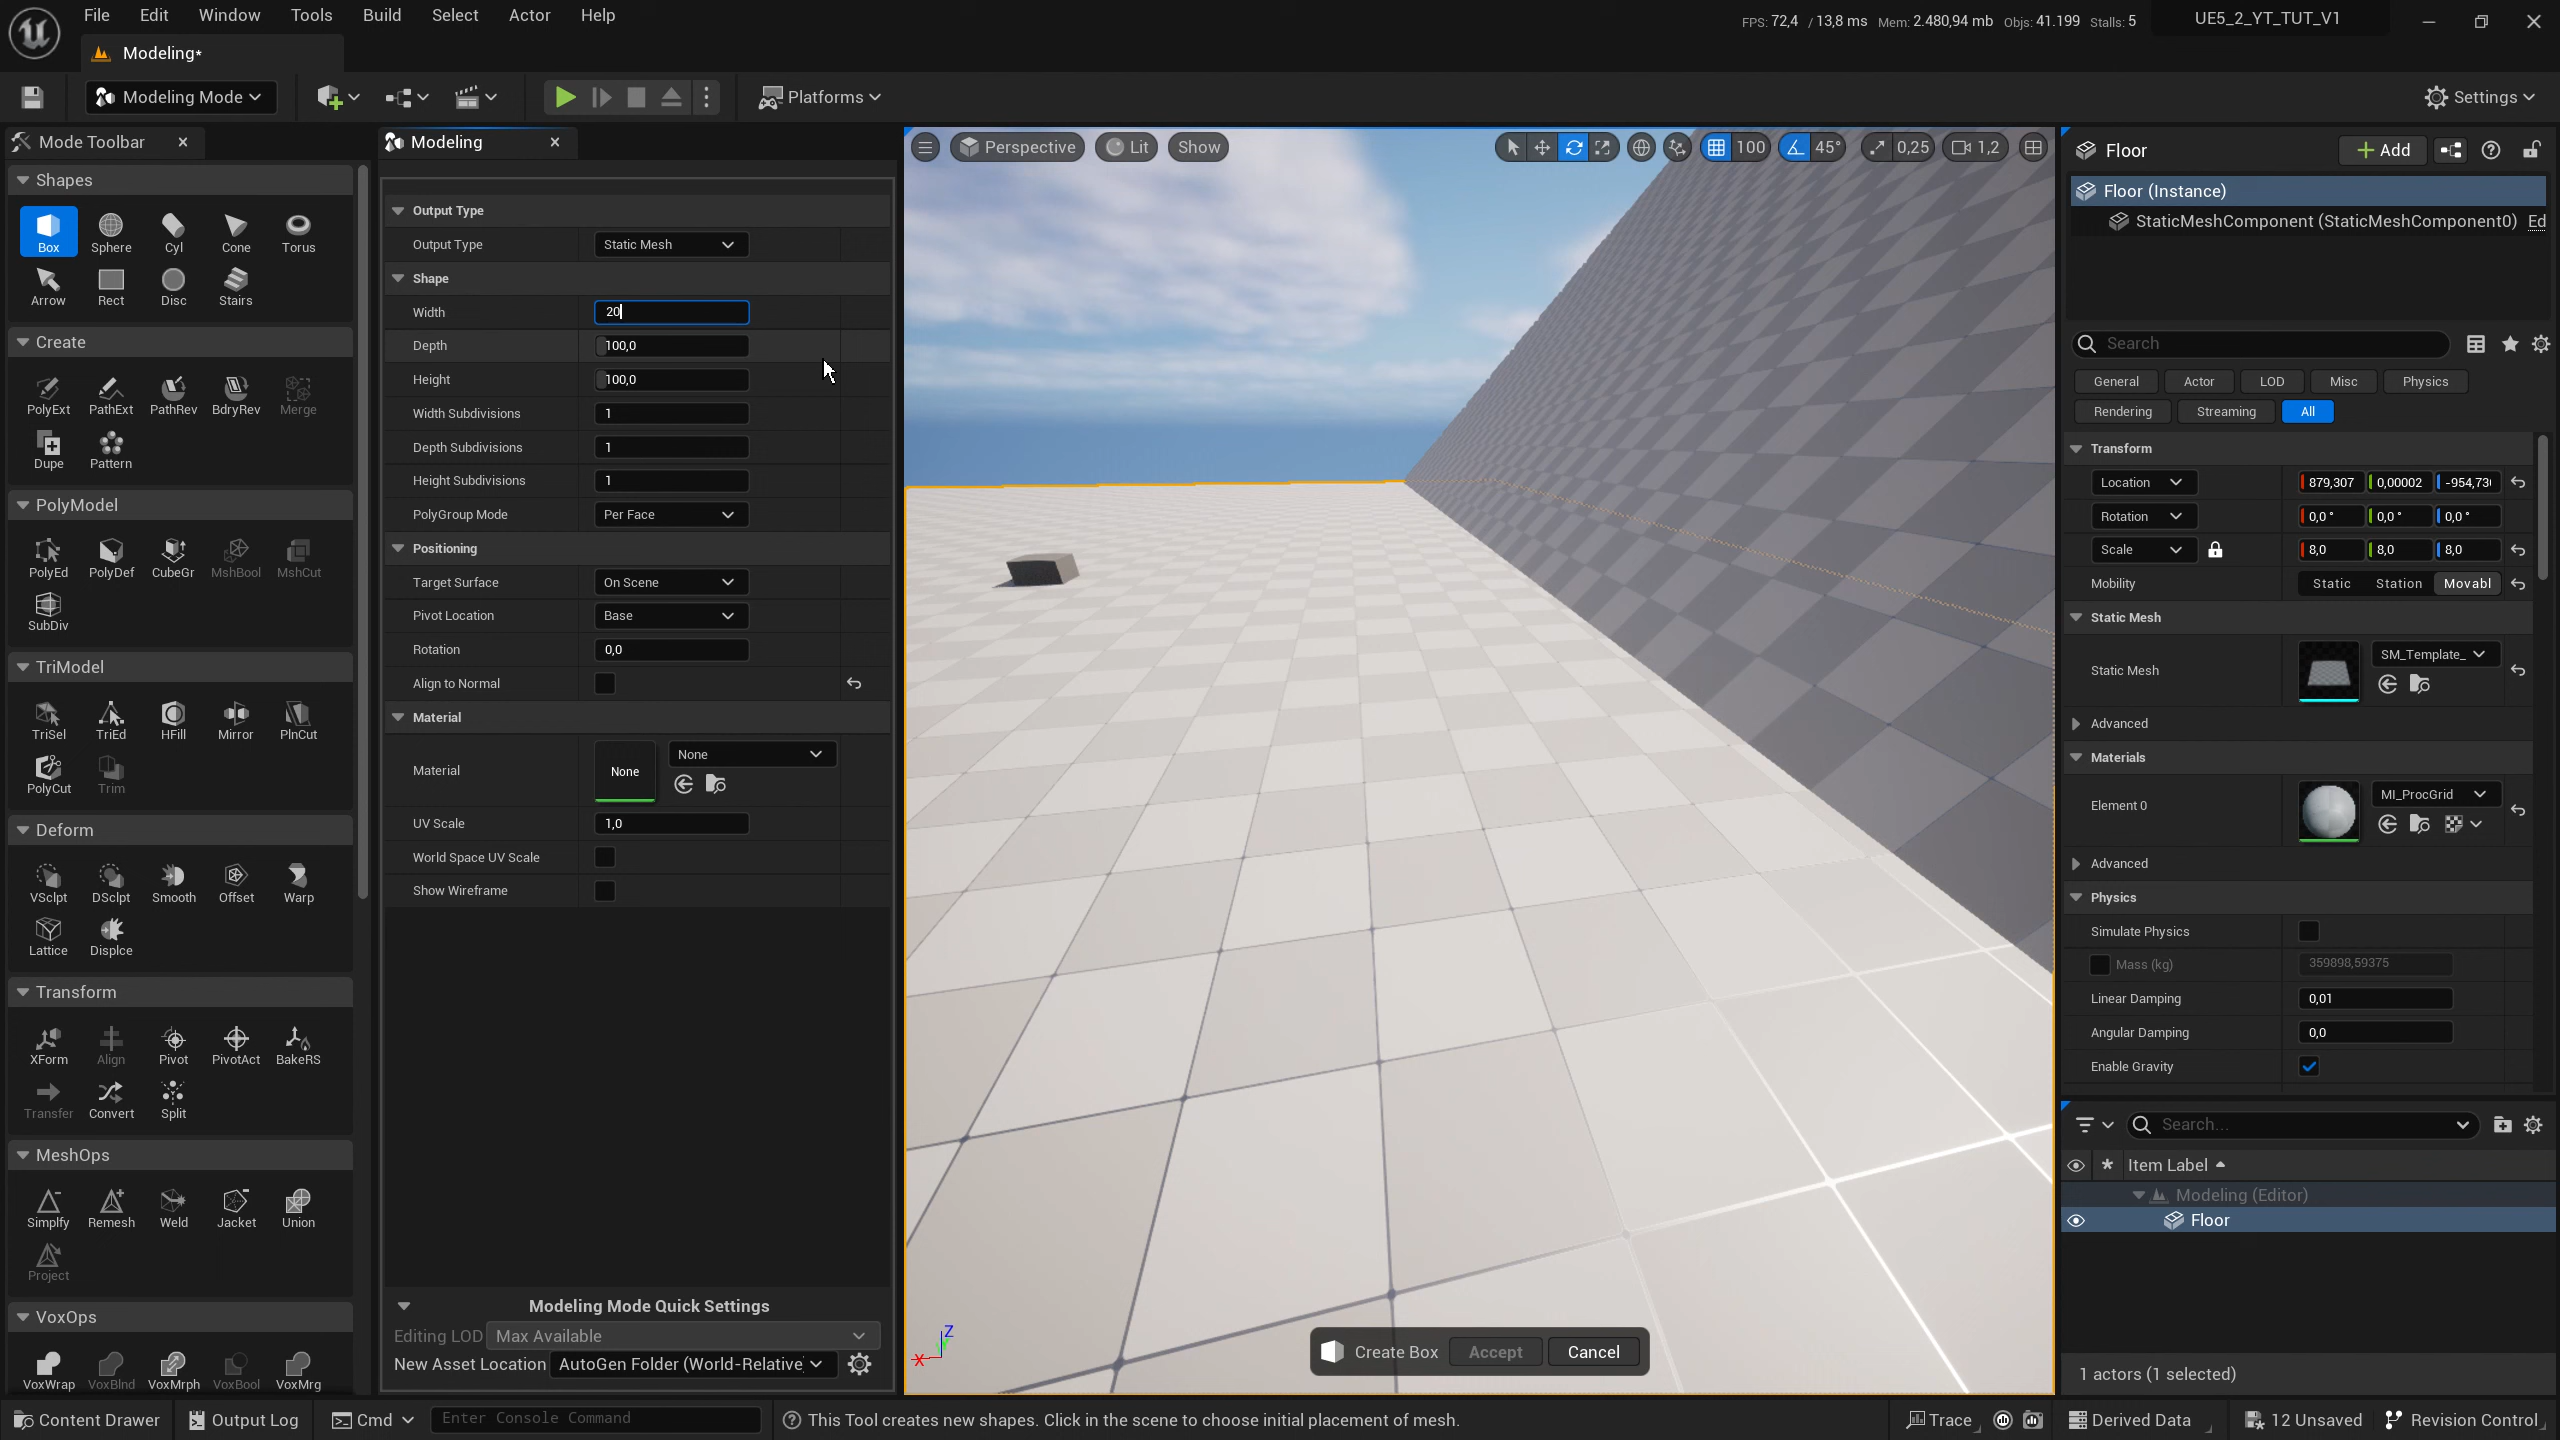 File Edit Window Tools Build Select Actor Help
FPS: 72,4 / 13,8 ms Mem: 2.480,94 mb Objs: 41.199 Stalls: 5
UE5_2_YT_TUT_V1
Modeling*
Modeling Mode
Platforms
Settings
Mode Toolbar
Shapes
Box Sphere Cyl Cone Torus
Arrow Rect Disc Stairs
Create
PolyExt PathExt PathRev BdryRev Merge
Dupe Pattern
PolyModel
PolyEd PolyDef CubeGr MshBool MshCut
SubDiv
TriModel
TriSel TriEd HFill Mirror PlnCut
PolyCut Trim
Deform
VSclpt DSclpt Smooth Offset Warp
Lattice Displce
Transform
XForm Align Pivot PivotAct BakeRS
Transfer Convert Split
MeshOps
Simplfy Remesh Weld Jacket Union
Project
VoxOps
VoxWrap VoxBlnd VoxMrph VoxBool VoxMrg
Modeling
Output Type
Output Type Static Mesh
Shape
Width 20
Depth 100,0
Height 100,0
Width Subdivisions 1
Depth Subdivisions 1
Height Subdivisions 1
PolyGroup Mode Per Face
Positioning
Target Surface On Scene
Pivot Location Base
Rotation 0,0
Align to Normal
Material
Material None None
UV Scale 1,0
World Space UV Scale
Show Wireframe
Modeling Mode Quick Settings
Editing LOD Max Available
New Asset Location AutoGen Folder (World-Relative)
Perspective Lit Show
100 45° 0,25 1,2
Z
X
Create Box Accept Cancel
Floor
Add
Floor (Instance)
StaticMeshComponent (StaticMeshComponent0) Ed
Search
General Actor LOD Misc Physics
Rendering Streaming All
Transform
Location 879,307 0,00002 -954,73
Rotation 0,0 ° 0,0 ° 0,0 °
Scale 8,0 8,0 8,0
Mobility Static Station Movabl
Static Mesh
Static Mesh SM_Template_
Advanced
Materials
Element 0 MI_ProcGrid
Advanced
Physics
Simulate Physics
Mass (kg) 359898,59375
Linear Damping 0,01
Angular Damping 0,0
Enable Gravity
Search...
Item Label
Modeling (Editor)
Floor
1 actors (1 selected)
Content Drawer Output Log Cmd Enter Console Command
This Tool creates new shapes. Click in the scene to choose initial placement of mesh.
Trace Derived Data 12 Unsaved Revision Control